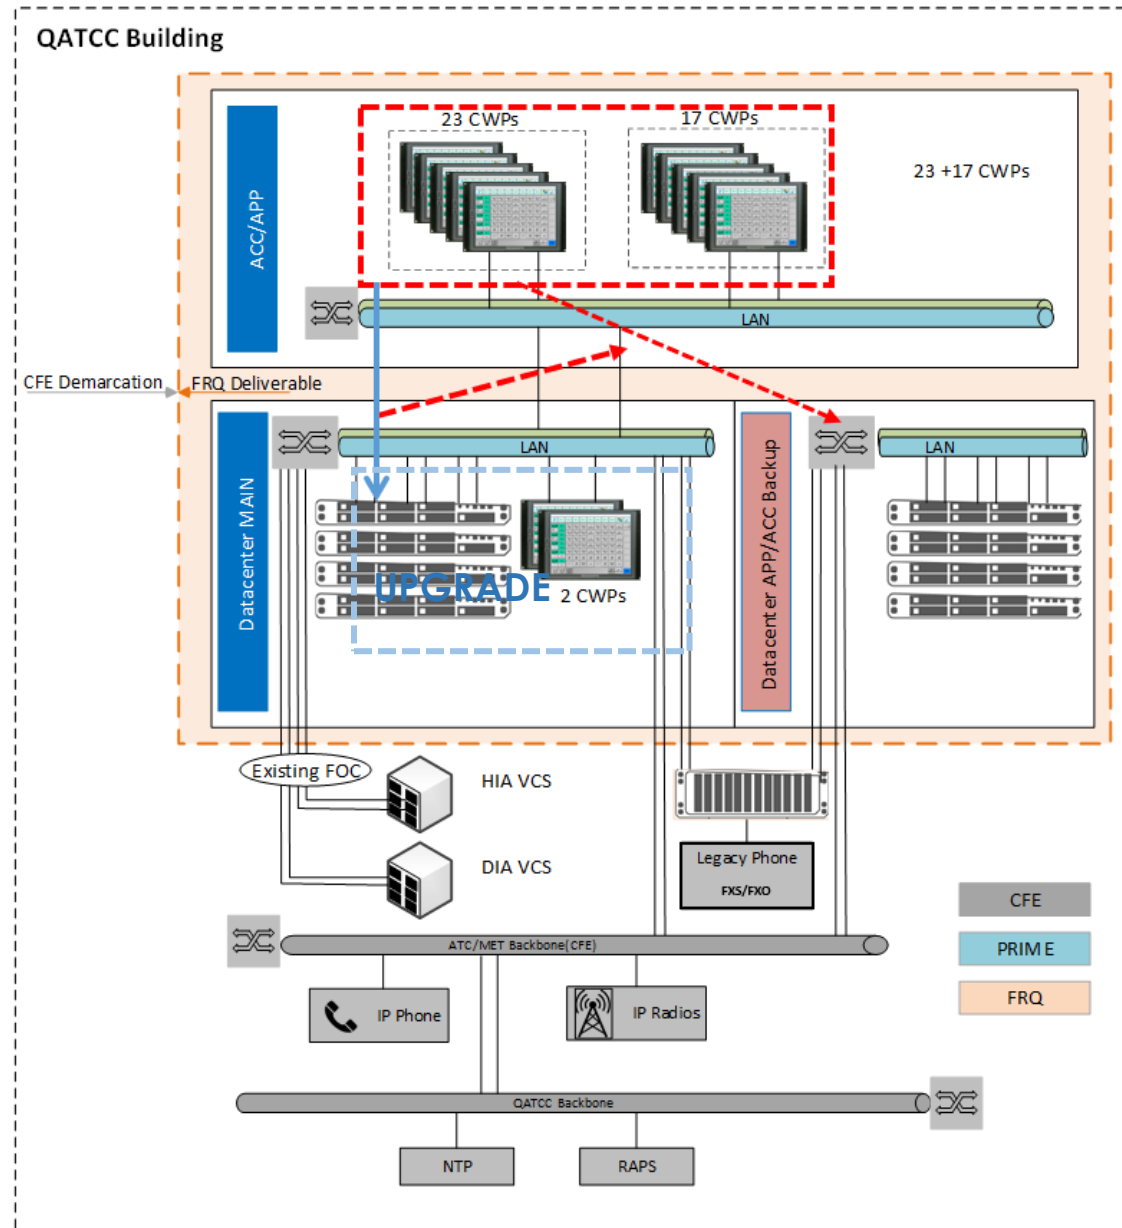 QATCC Building
23 CWPs
17 CWPs
23 +17 CWPs
ACC/APP
LAN
CFE Demarcation
FRQ Deliverable
Datacenter MAIN
LAN
UPGRADE
2 CWPs
Datacenter APP/ACC Backup
LAN
Existing FOC
HIA VCS
DIA VCS
Legacy Phone
FXS/FXO
CFE
PRIME
FRQ
ATC/MET Backbone(CFE)
IP Phone
IP Radios
QATCC Backbone
NTP
RAPS